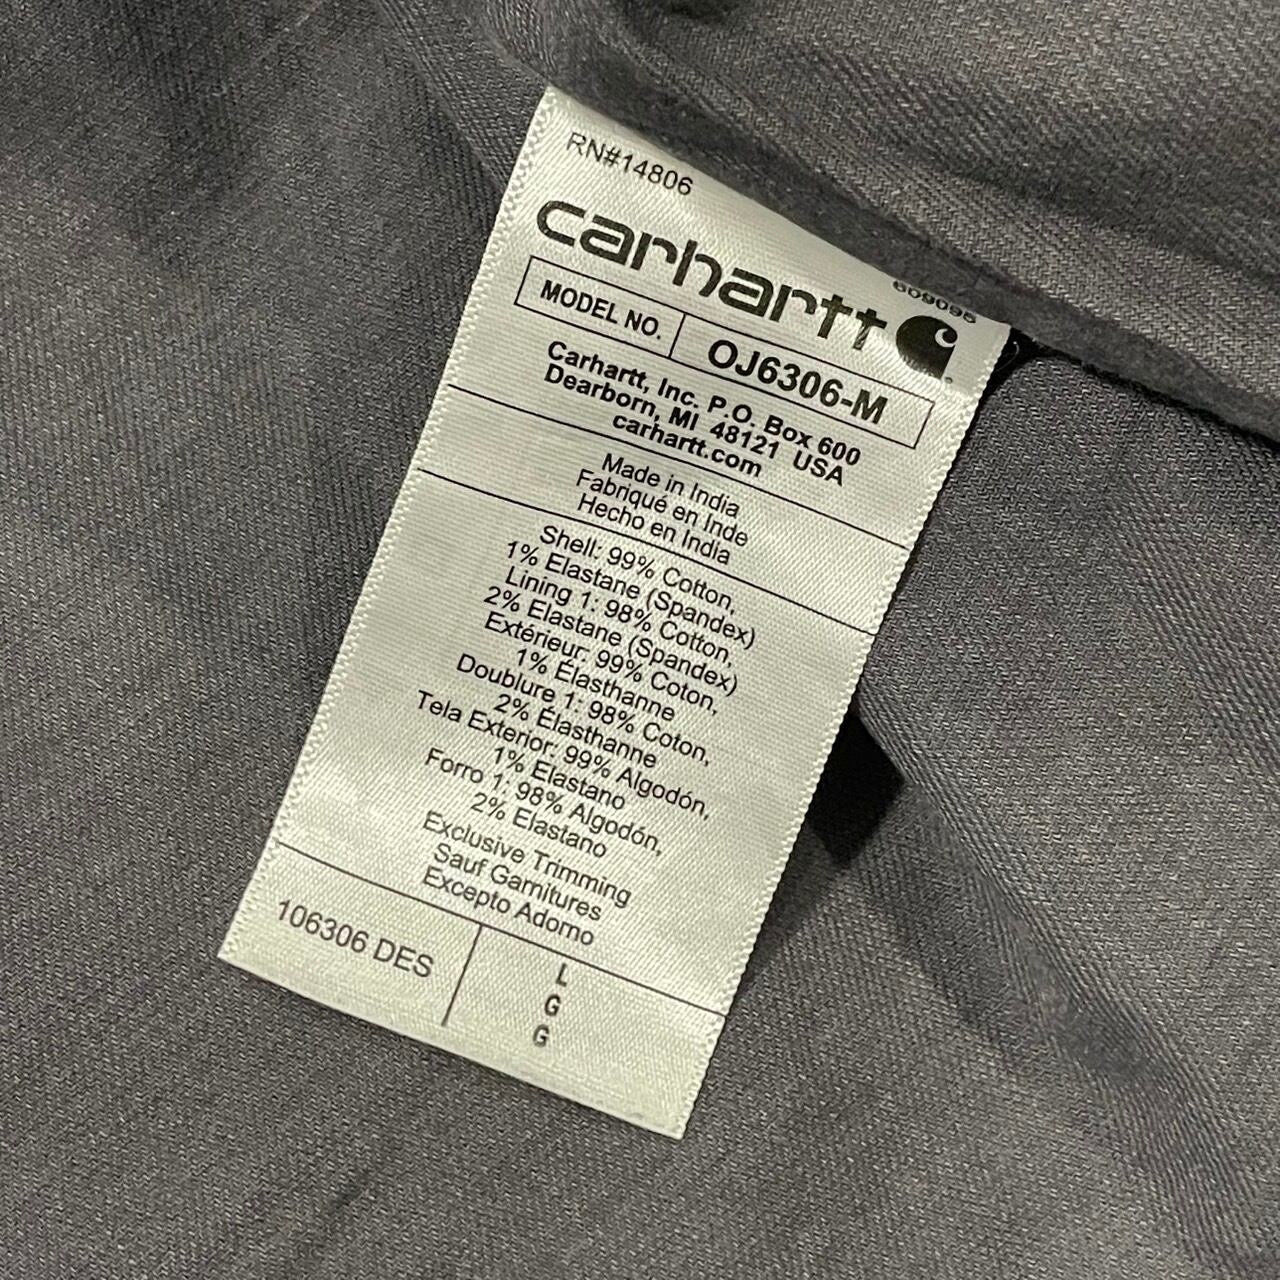 RN#14806
609095
carhartt
MODEL NO. OJ6306-M
Carhartt, Inc. P.O. Box 600
Dearborn, MI 48121 USA
carhartt.com
Made in India
Fabriqué en Inde
Hecho en India
Shell: 99% Cotton,
1% Elastane (Spandex)
Lining 1: 98% Cotton,
2% Elastane (Spandex)
Extérieur: 99% Coton,
1% Élasthanne
Doublure 1: 98% Coton,
2% Élasthanne
Tela Exterior: 99% Algodón,
1% Elastano
Forro 1: 98% Algodón,
2% Elastano
Exclusive Trimming
Sauf Garnitures
Excepto Adorno
106306 DES
L
G
G